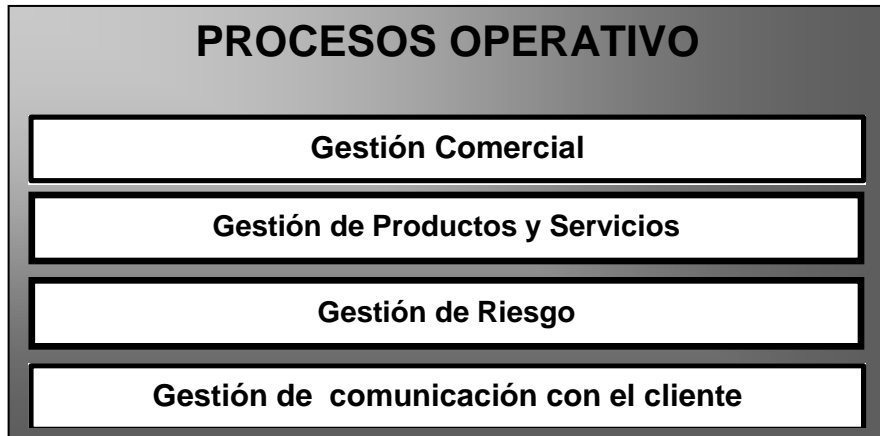 PROCESOS OPERATIVO
Gestión Comercial
Gestión de Productos y Servicios
Gestión de Riesgo
Gestión de comunicación con el cliente